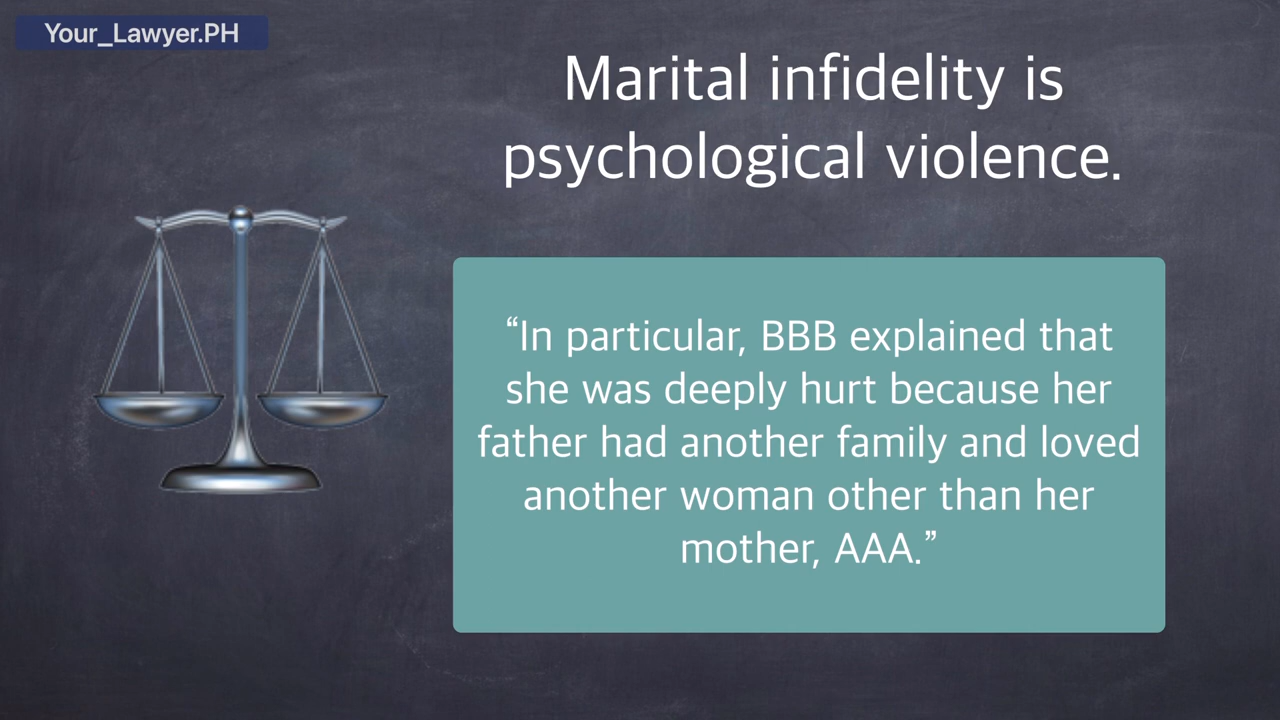 Your_Lawyer.PH
Marital infidelity is
psychological violence.
“In particular, BBB explained that
she was deeply hurt because her
father had another family and loved
another woman other than her
mother, AAA.”